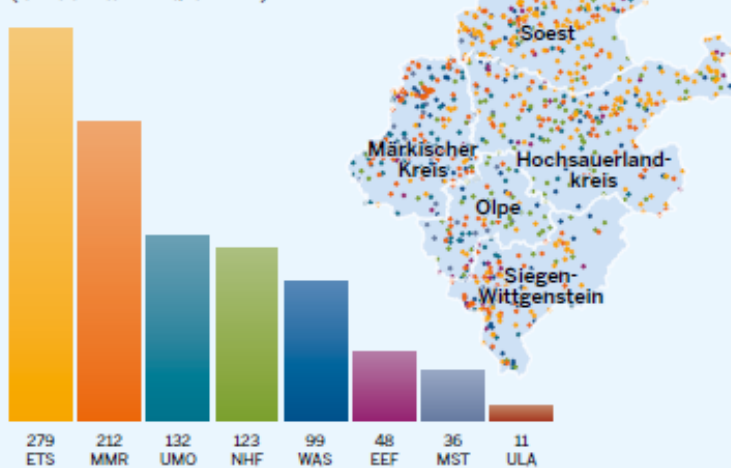 Soest
Märkischer
Kreis
Hochsauerland-
kreis
Olpe
Siegen-
Wittgenstein
279 212 132 123 99 48 36 11
ETS MMR UMO NHF WAS EEF MST ULA